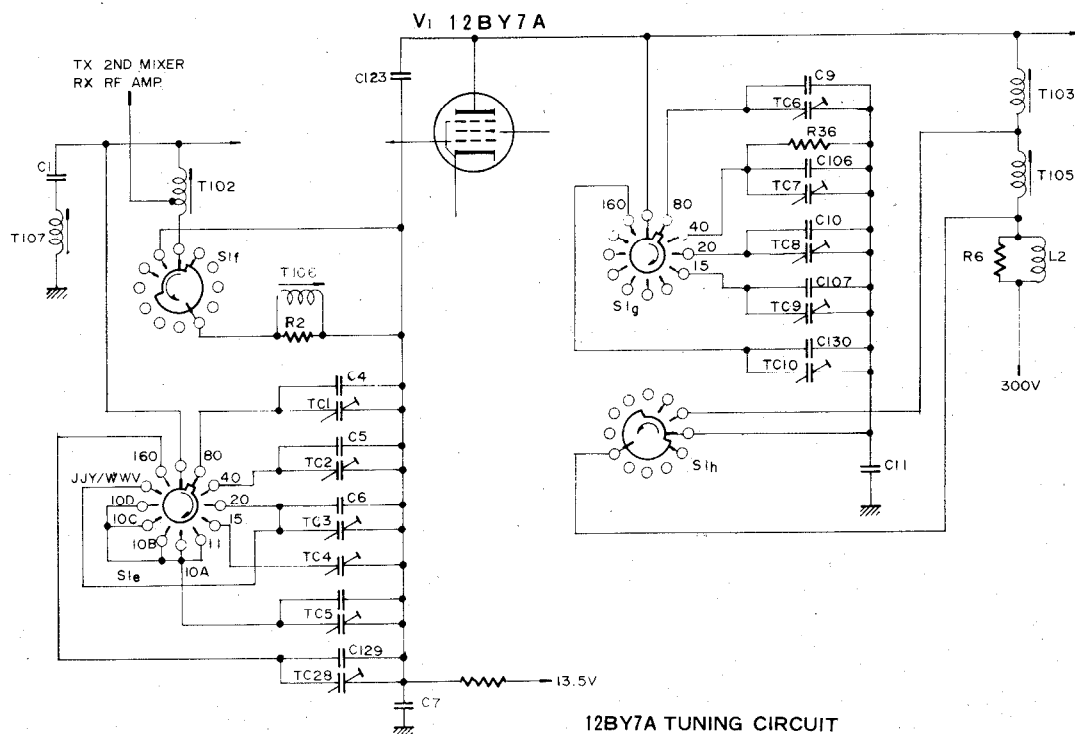 V1 12BY7A
TX 2ND MIXER
RX RF AMP.
C123
C1
T102
T107
S1f
T106
R2
C4
TC1
160
80
C5
JJY/WWV
40
TC2
10D
20
C6
10C
15
TC3
10B
11
TC4
S1e
10A
TC5
C129
TC28
13.5V
C7
C9
TC6
R36
C106
160
80
TC7
40
C10
20
TC8
15
C107
S1g
TC9
C130
TC10
S1h
C11
T103
T105
R6
L2
300V
12BY7A TUNING CIRCUIT